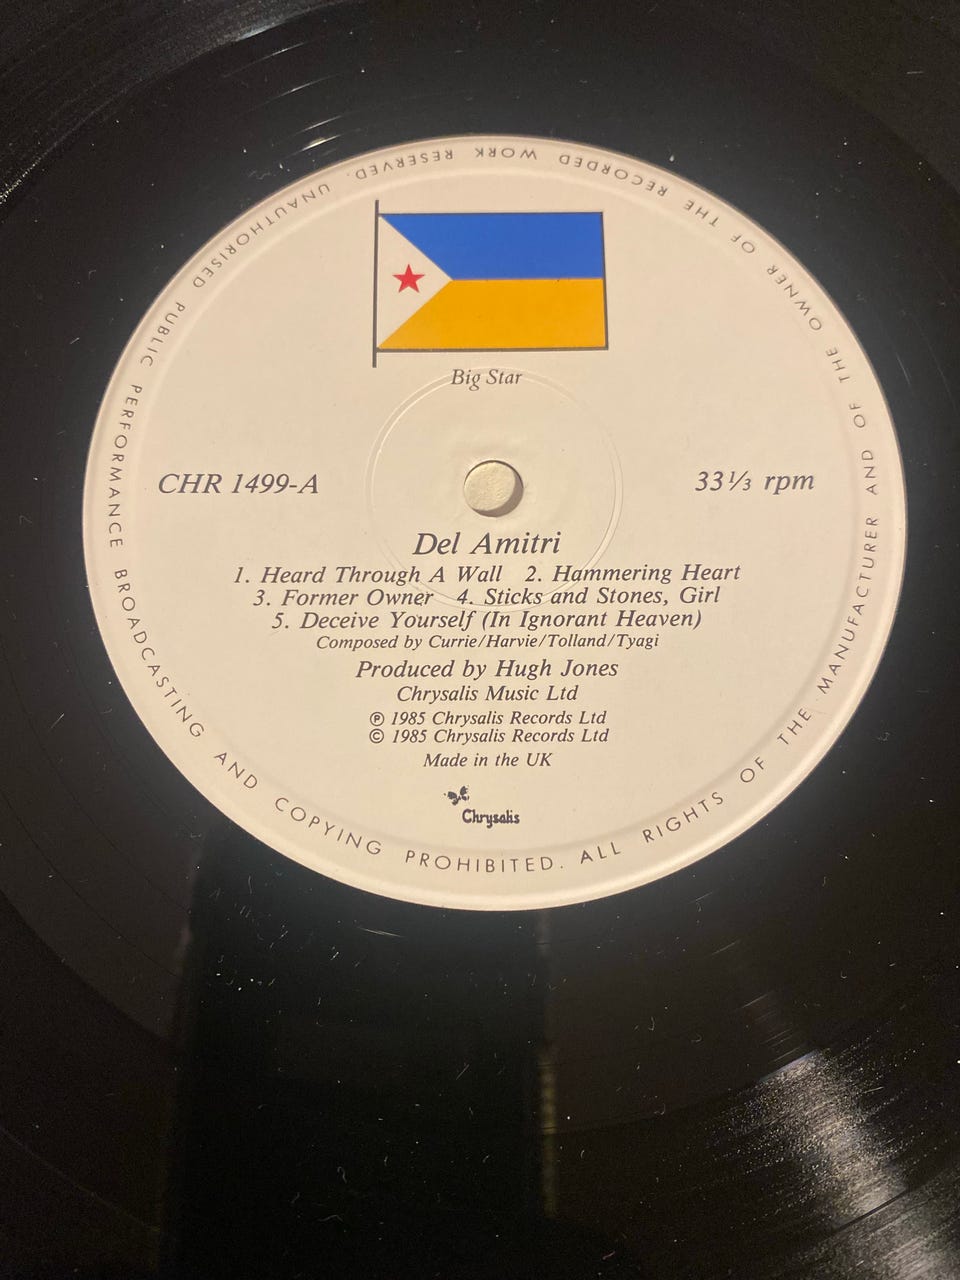 Big Star
CHR 1499-A
33⅓ rpm
Del Amitri
1. Heard Through A Wall 2. Hammering Heart
3. Former Owner 4. Sticks and Stones, Girl
5. Deceive Yourself (In Ignorant Heaven)
Composed by Currie/Harvie/Tolland/Tyagi
Produced by Hugh Jones
Chrysalis Music Ltd
℗ 1985 Chrysalis Records Ltd
© 1985 Chrysalis Records Ltd
Made in the UK
Chrysalis
ALL RIGHTS OF THE MANUFACTURER AND OF THE OWNER OF THE RECORDED WORK RESERVED. UNAUTHORISED PUBLIC PERFORMANCE BROADCASTING AND COPYING PROHIBITED.